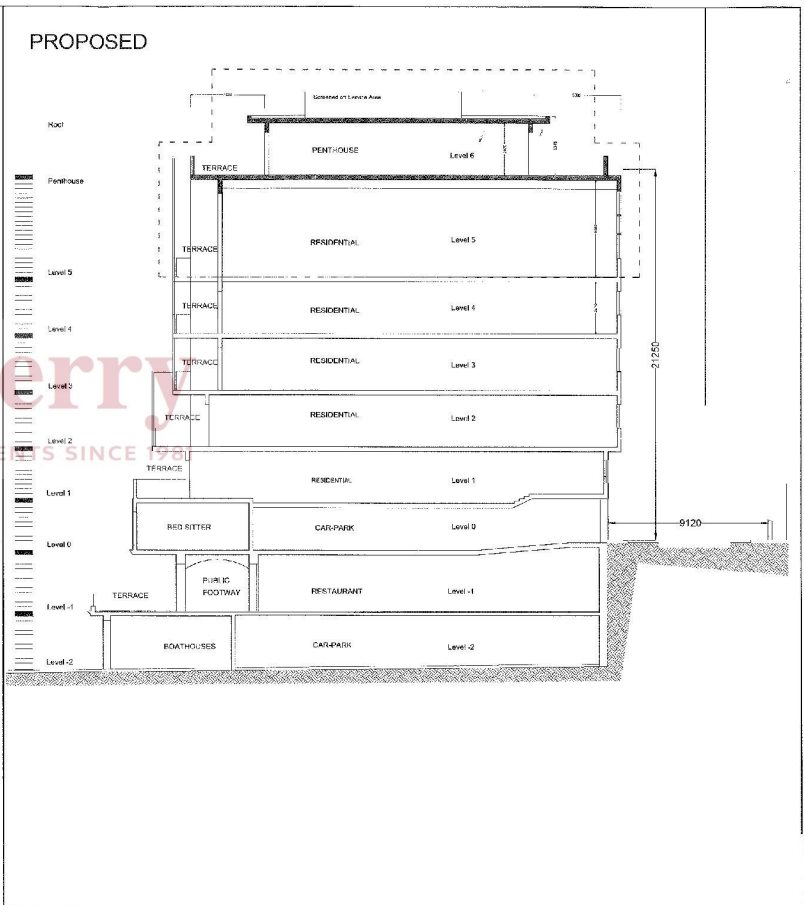 PROPOSED
Screened off Service Area
Roof
PENTHOUSE
Level 6
TERRACE
Penthouse
TERRACE
RESIDENTIAL
Level 5
Level 5
TERRACE
RESIDENTIAL
Level 4
Level 4
TERRACE
RESIDENTIAL
Level 3
21250
Level 3
TERRACE
RESIDENTIAL
Level 2
Level 2
erry
ENTS SINCE 1981
TERRACE
RESIDENTIAL
Level 1
Level 1
BED SITTER
CAR-PARK
Level 0
9120
Level 0
PUBLIC
FOOTWAY
TERRACE
RESTAURANT
Level -1
Level -1
BOATHOUSES
CAR-PARK
Level -2
Level -2